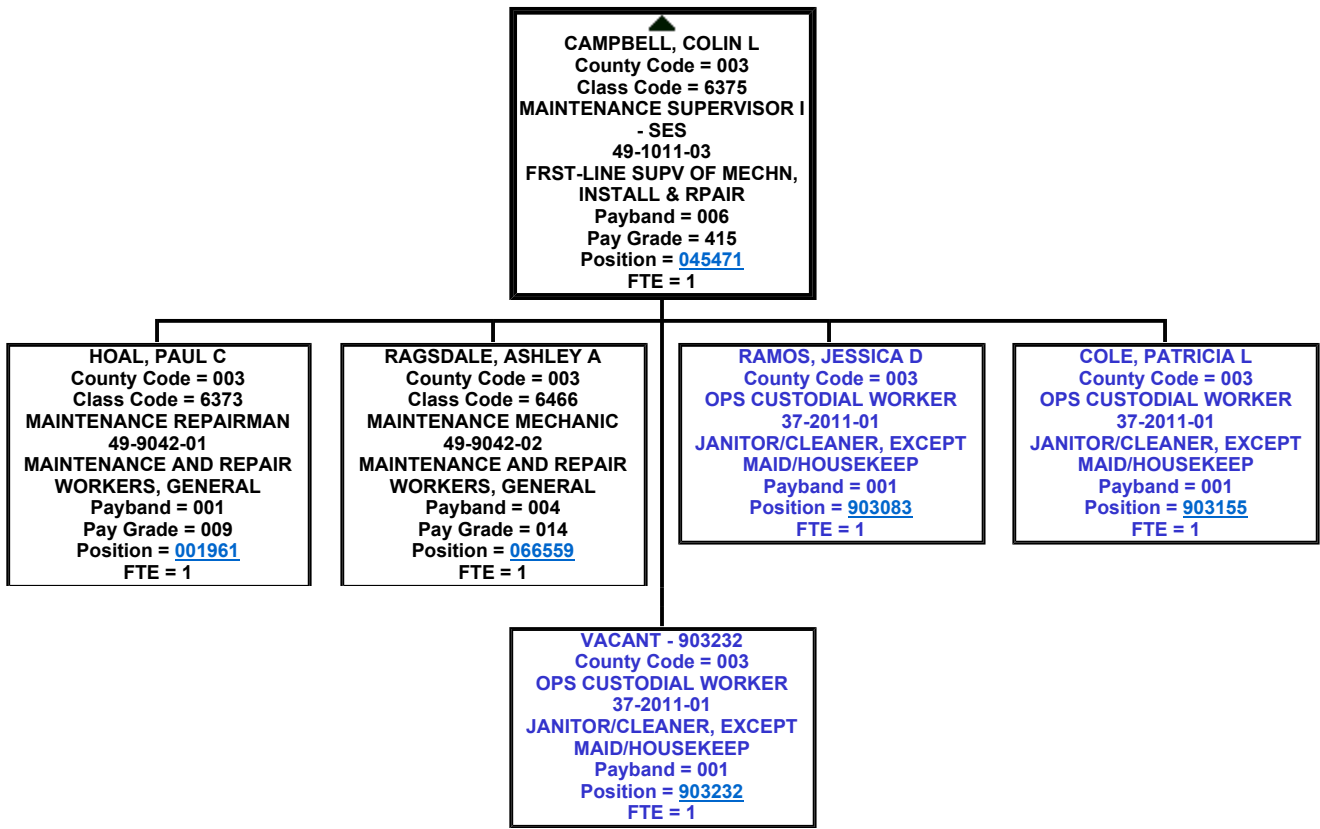 CAMPBELL, COLIN L
County Code = 003
Class Code = 6375
MAINTENANCE SUPERVISOR I
- SES
49-1011-03
FRST-LINE SUPV OF MECHN,
INSTALL & RPAIR
Payband = 006
Pay Grade = 415
Position = 045471
FTE = 1
HOAL, PAUL C
County Code = 003
Class Code = 6373
MAINTENANCE REPAIRMAN
49-9042-01
MAINTENANCE AND REPAIR
WORKERS, GENERAL
Payband = 001
Pay Grade = 009
Position = 001961
FTE = 1
RAGSDALE, ASHLEY A
County Code = 003
Class Code = 6466
MAINTENANCE MECHANIC
49-9042-02
MAINTENANCE AND REPAIR
WORKERS, GENERAL
Payband = 004
Pay Grade = 014
Position = 066559
FTE = 1
RAMOS, JESSICA D
County Code = 003
OPS CUSTODIAL WORKER
37-2011-01
JANITOR/CLEANER, EXCEPT
MAID/HOUSEKEEP
Payband = 001
Position = 903083
FTE = 1
COLE, PATRICIA L
County Code = 003
OPS CUSTODIAL WORKER
37-2011-01
JANITOR/CLEANER, EXCEPT
MAID/HOUSEKEEP
Payband = 001
Position = 903155
FTE = 1
VACANT - 903232
County Code = 003
OPS CUSTODIAL WORKER
37-2011-01
JANITOR/CLEANER, EXCEPT
MAID/HOUSEKEEP
Payband = 001
Position = 903232
FTE = 1